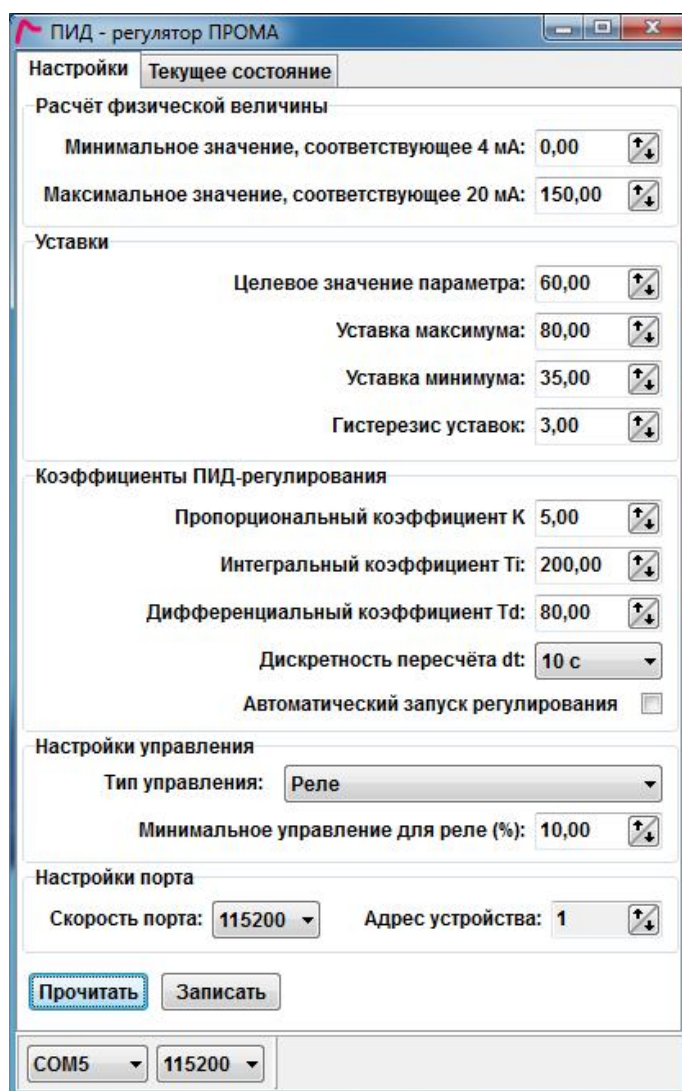 ПИД - регулятор ПРОМА
Настройки Текущее состояние
Расчёт физической величины
Минимальное значение, соответствующее 4 мА: 0,00
Максимальное значение, соответствующее 20 мА: 150,00
Уставки
Целевое значение параметра: 60,00
Уставка максимума: 80,00
Уставка минимума: 35,00
Гистерезис уставок: 3,00
Коэффициенты ПИД-регулирования
Пропорциональный коэффициент К 5,00
Интегральный коэффициент Ti: 200,00
Дифференциальный коэффициент Td: 80,00
Дискретность пересчёта dt: 10 с
Автоматический запуск регулирования
Настройки управления
Тип управления: Реле
Минимальное управление для реле (%): 10,00
Настройки порта
Скорость порта: 115200 Адрес устройства: 1
Прочитать Записать
COM5 115200